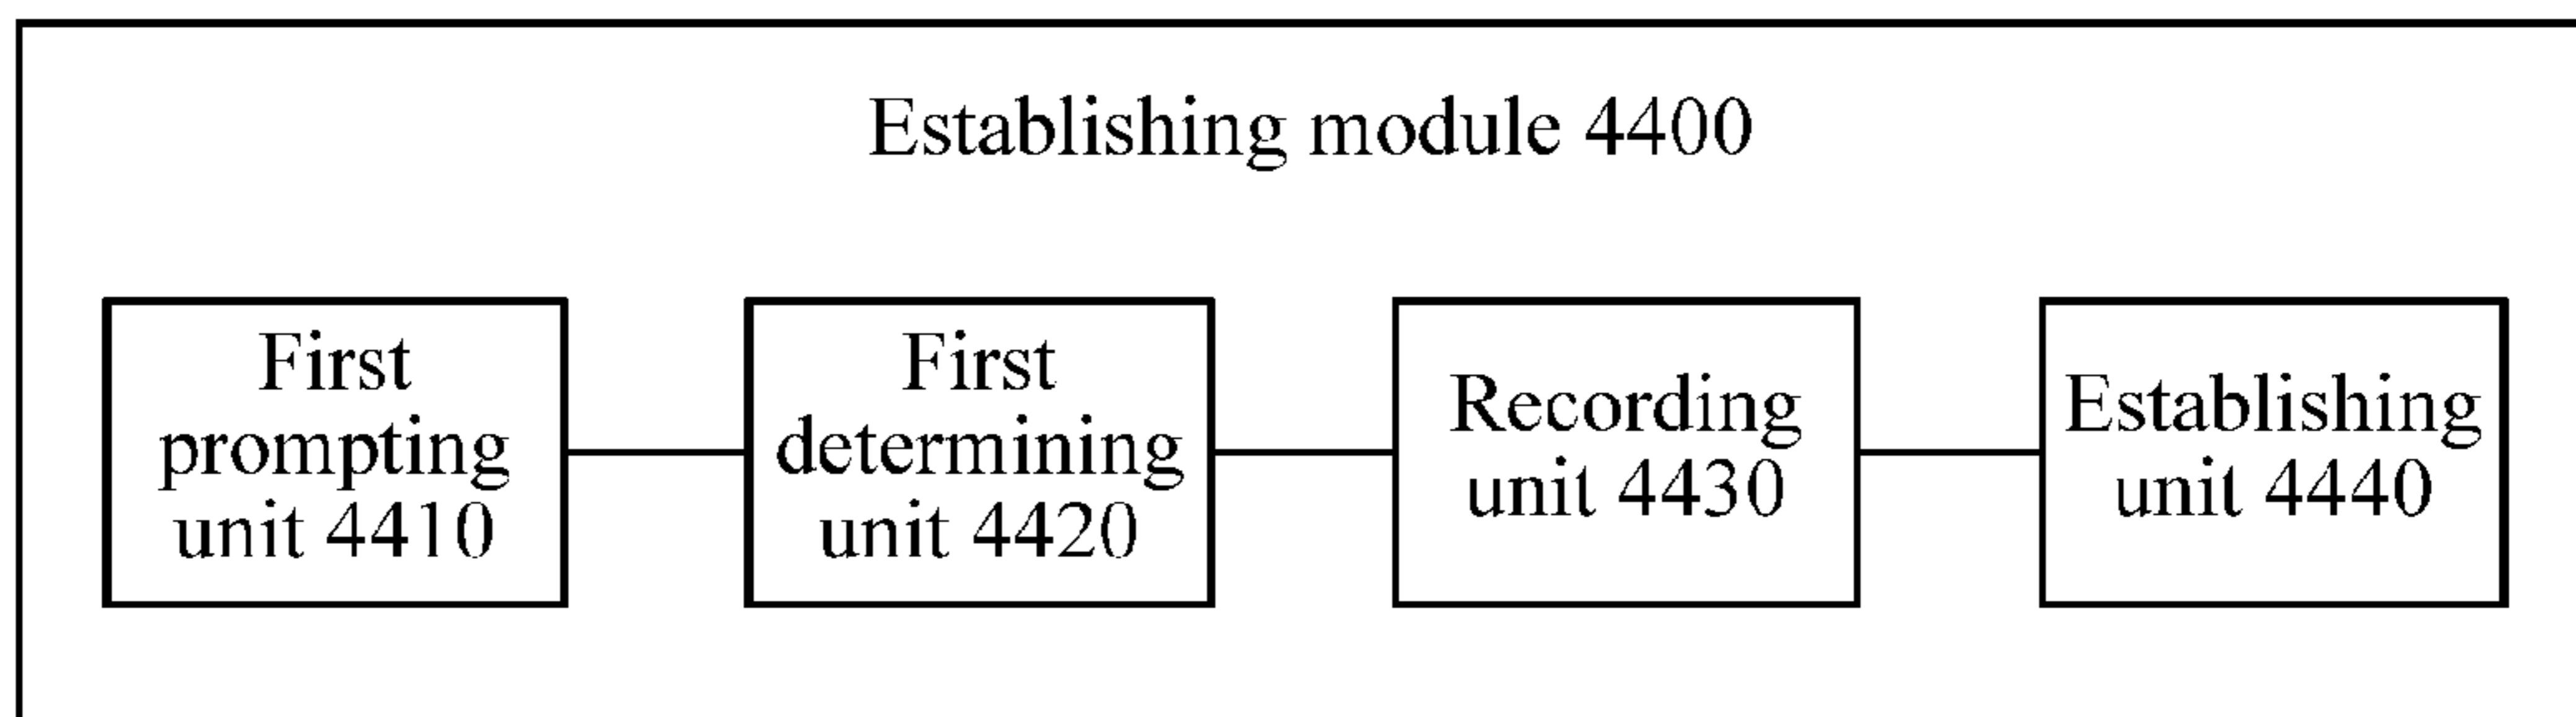 Establishing module 4400
First
prompting
unit 4410
First
determining
unit 4420
Recording
unit 4430
Establishing
unit 4440